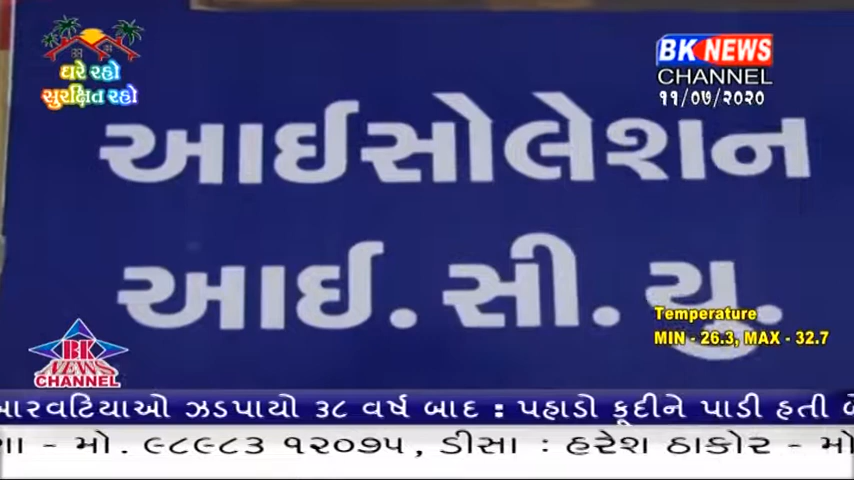 ઘરે રહો
સુરક્ષિત રહો
BK NEWS
CHANNEL
૧૧/૦૭/૨૦૨૦
આઈસોલેશન
આઈ.સી.યુ.
Temperature
MIN - 26.3, MAX - 32.7
BK
NEWS
CHANNEL
ઝડપાયો ૩૮ વર્ષ બાદ : પહાડો કૂદીને પાડી હતી
- મો. ૯૮૯૮૩ ૧૨૦૭૫, ડીસા : હરેશ ઠાકોર - મો